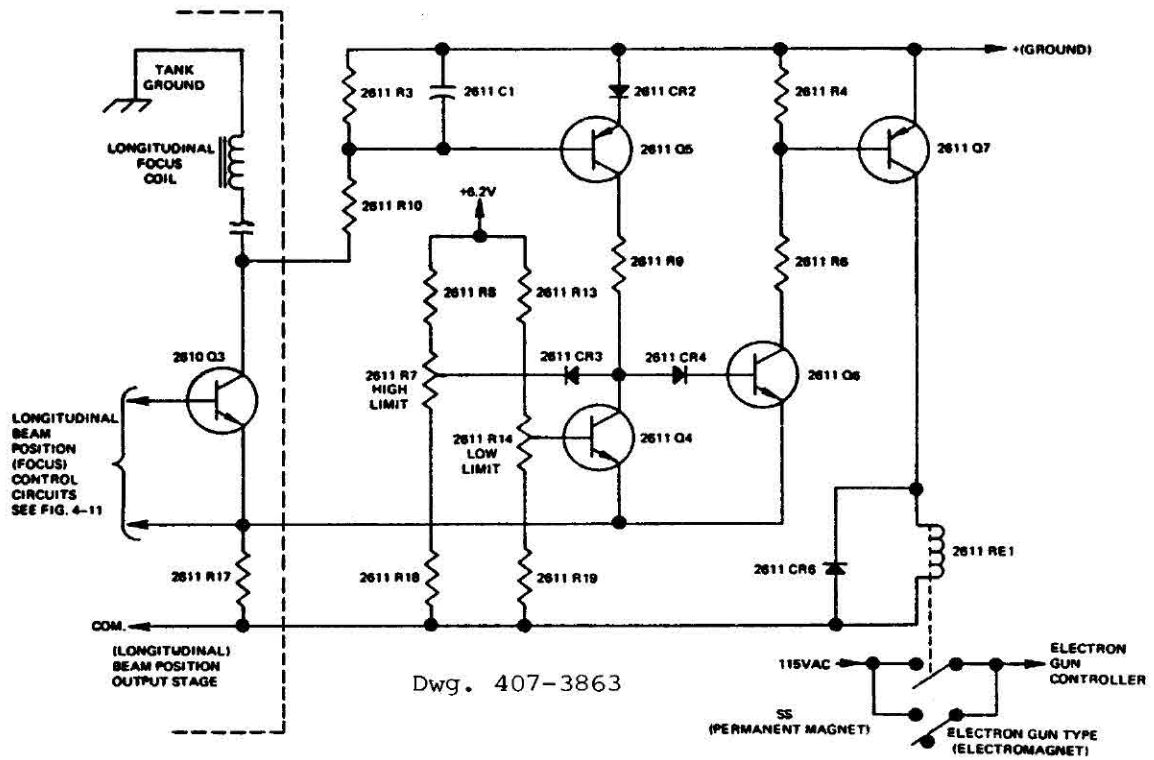 +(GROUND)
TANK
GROUND
2611 R3
2611 C1
2611 CR2
2611 R4
LONGITUDINAL
FOCUS
COIL
2611 Q5
2611 Q7
+6.2V
2611 R10
2611 R9
2611 R6
2611 R8
2611 R13
2610 Q3
2611 CR3
2611 CR4
2611 R7
HIGH
LIMIT
2611 Q6
LONGITUDINAL
BEAM
POSITION
(FOCUS)
CONTROL
CIRCUITS
SEE FIG. 4-11
2611 R14
LOW
LIMIT
2611 Q4
2611 RE1
2611 R17
2611 R18
2611 R19
2611 CR6
COM.
(LONGITUDINAL)
BEAM POSITION
OUTPUT STAGE
Dwg. 407-3863
115VAC
ELECTRON
GUN
CONTROLLER
SS
(PERMANENT MAGNET)
ELECTRON GUN TYPE
(ELECTROMAGNET)